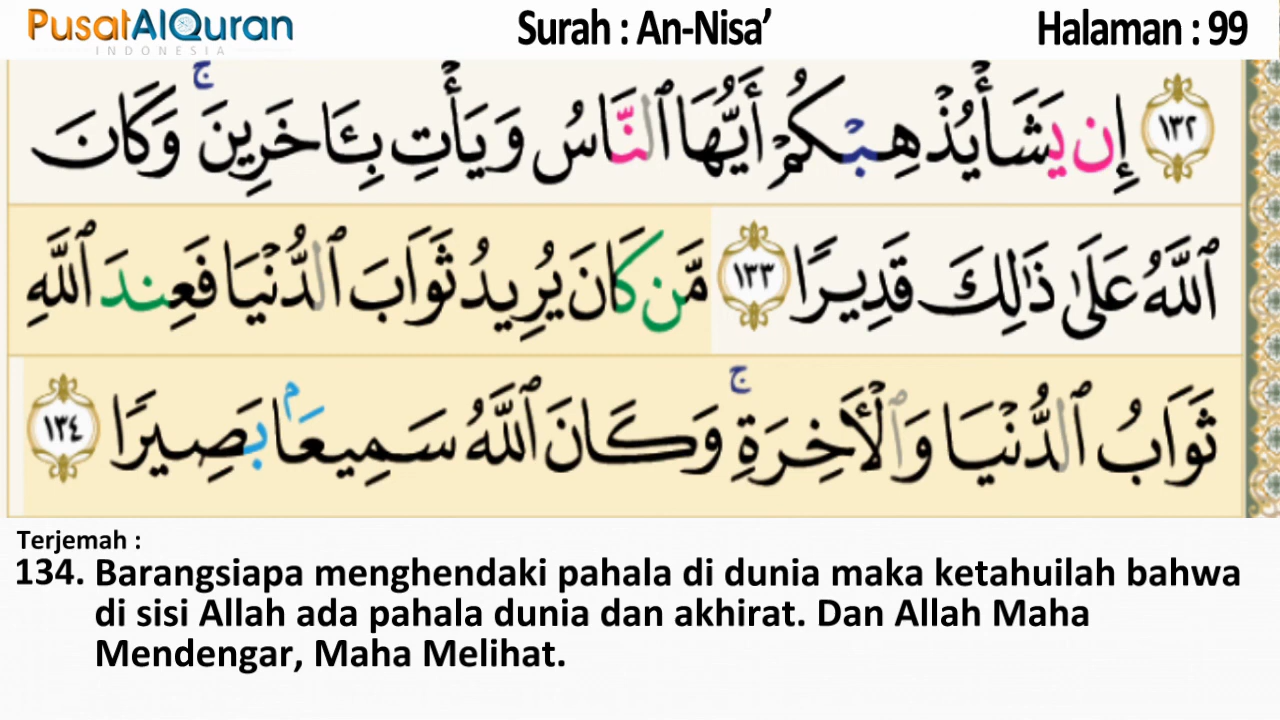 PusatAlQuran
INDONESIA
Surah : An-Nisa’
Halaman : 99
١٣٢ إِن يَشَأْ يُذْهِبْكُمْ أَيُّهَا ٱلنَّاسُ وَيَأْتِ بِـَٔاخَرِينَ ۚ وَكَانَ
ٱللَّهُ عَلَىٰ ذَٰلِكَ قَدِيرًا ١٣٣ مَّن كَانَ يُرِيدُ ثَوَابَ ٱلدُّنْيَا فَعِندَ ٱللَّهِ
ثَوَابُ ٱلدُّنْيَا وَٱلْأَخِرَةِ ۚ وَكَانَ ٱللَّهُ سَمِيعَۢا بَصِيرًا ١٣٤
Terjemah :
134. Barangsiapa menghendaki pahala di dunia maka ketahuilah bahwa
di sisi Allah ada pahala dunia dan akhirat. Dan Allah Maha
Mendengar, Maha Melihat.